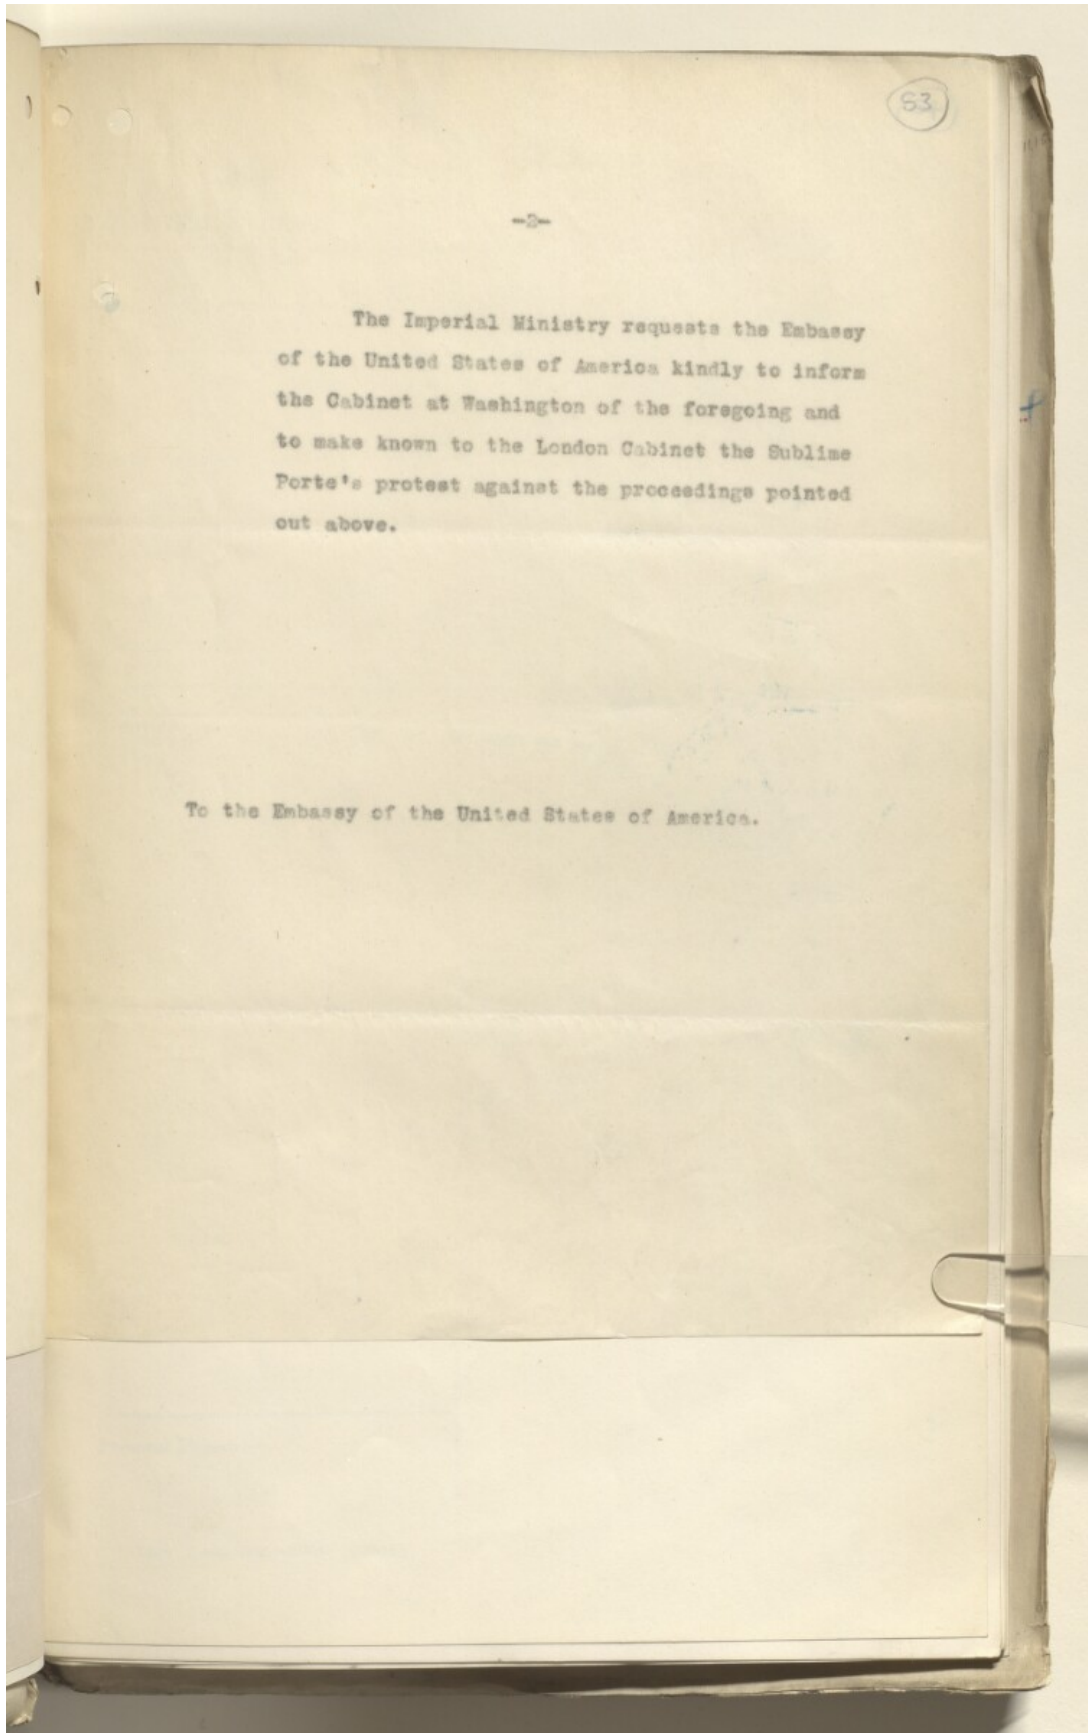 53
-2-
The Imperial Ministry requests the Embassy
of the United States of America kindly to inform
the Cabinet at Washington of the foregoing and
to make known to the London Cabinet the Sublime
Porte's protest against the proceedings pointed
out above.
To the Embassy of the United States of America.